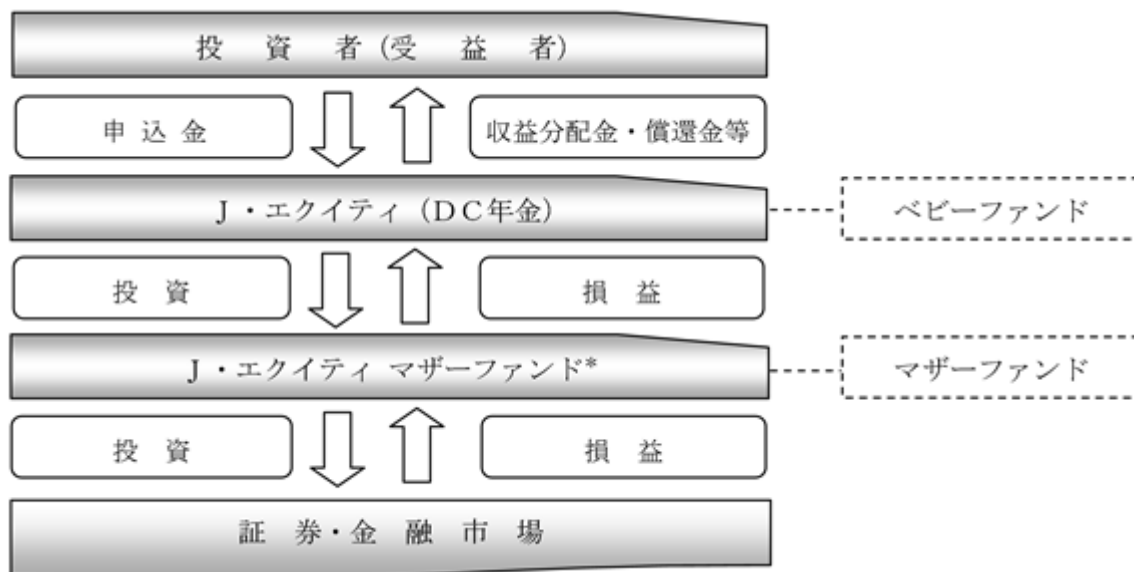 投資者(受益者)
申込金
収益分配金・償還金等
J・エクイティ(DC年金)
ベビーファンド
投資
損益
J・エクイティ マザーファンド*
マザーファンド
投資
損益
証券・金融市場